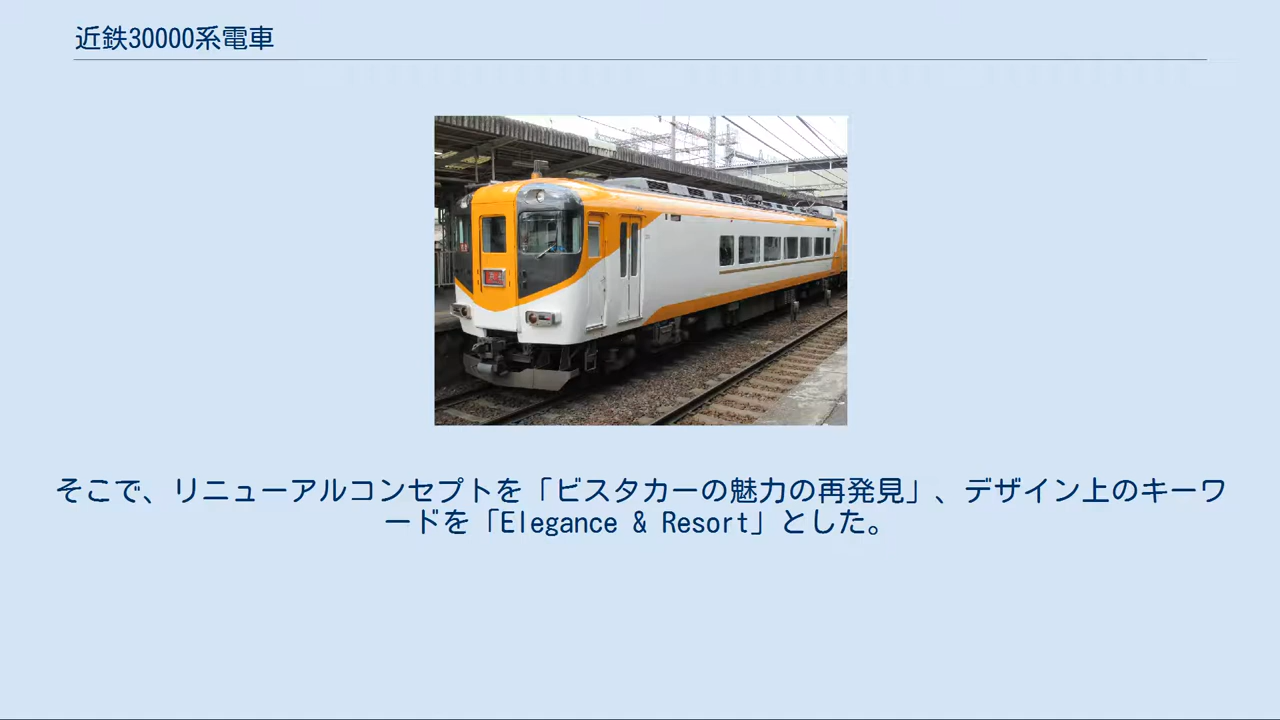 近鉄30000系電車
そこで、リニューアルコンセプトを「ビスタカーの魅力の再発見」、デザイン上のキーワ
ードを「Elegance & Resort」とした。